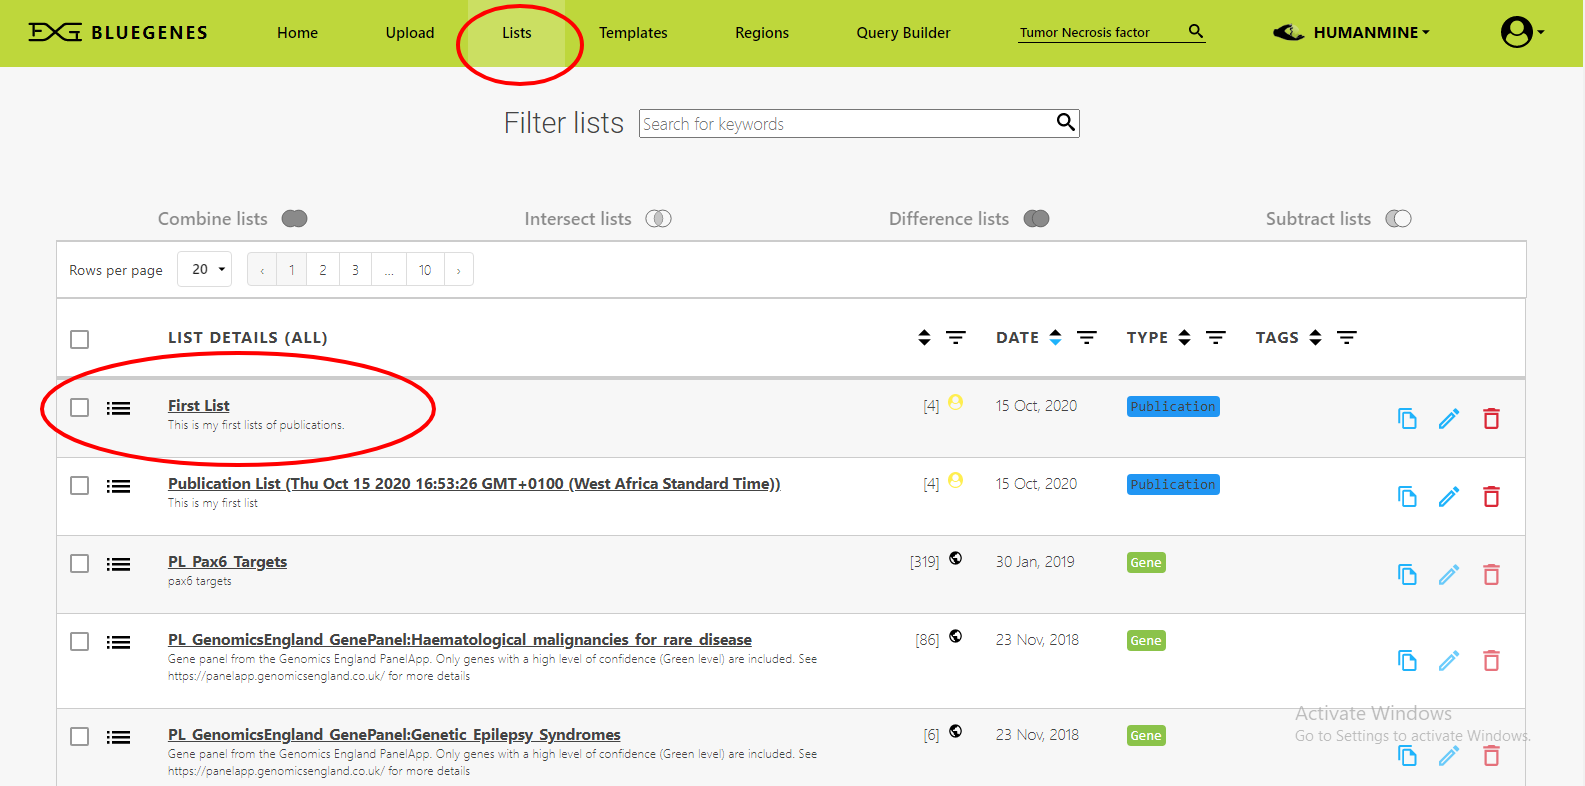 BLUEGENES Home Upload Lists Templates Regions Query Builder Tumor Necrosis factor HUMANMINE
Filter lists Search for keywords
Combine lists Intersect lists Difference lists Subtract lists
Rows per page 20 ‹ 1 2 3 ... 10 ›
LIST DETAILS (ALL) DATE TYPE TAGS
First List [4] 15 Oct, 2020 Publication
This is my first lists of publications.
Publication List (Thu Oct 15 2020 16:53:26 GMT+0100 (West Africa Standard Time)) [4] 15 Oct, 2020 Publication
This is my first list
PL_Pax6_Targets [319] 30 Jan, 2019 Gene
pax6 targets
PL_GenomicsEngland_GenePanel:Haematological_malignancies_for_rare_disease [86] 23 Nov, 2018 Gene
Gene panel from the Genomics England PanelApp. Only genes with a high level of confidence (Green level) are included. See
https://panelapp.genomicsengland.co.uk/ for more details
Activate Windows
PL_GenomicsEngland_GenePanel:Genetic_Epilepsy_Syndromes [6] 23 Nov, 2018 Gene
Go to Settings to activate Windows.
Gene panel from the Genomics England PanelApp. Only genes with a high level of confidence (Green level) are included. See
https://panelapp.genomicsengland.co.uk/ for more details